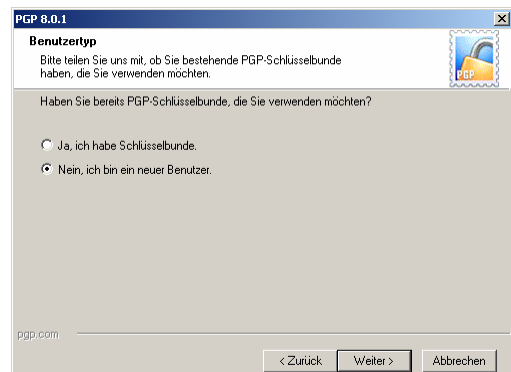 PGP 8.0.1
Benutzertyp
Bitte teilen Sie uns mit, ob Sie bestehende PGP-Schlüsselbunde
haben, die Sie verwenden möchten.
PGP
Haben Sie bereits PGP-Schlüsselbunde, die Sie verwenden möchten?
Ja, ich habe Schlüsselbunde.
Nein, ich bin ein neuer Benutzer.
pgp.com
< Zurück
Weiter >
Abbrechen